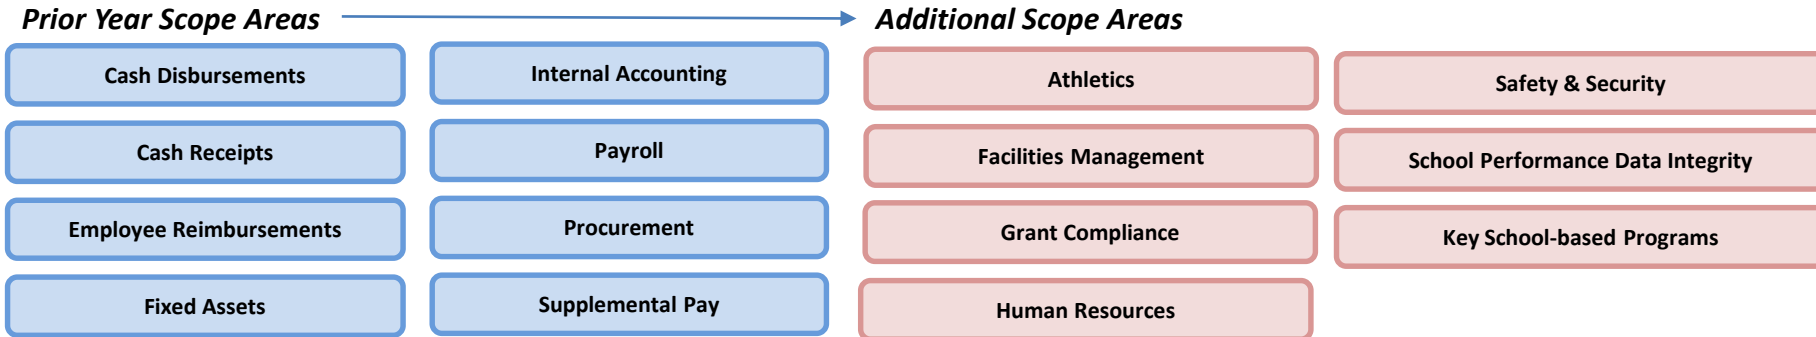 Prior Year Scope Areas
Cash Disbursements
Cash Receipts
Employee Reimbursements
Fixed Assets
Internal Accounting
Payroll
Procurement
Supplemental Pay
Additional Scope Areas
Athletics
Facilities Management
Grant Compliance
Human Resources
Safety & Security
School Performance Data Integrity
Key School-based Programs